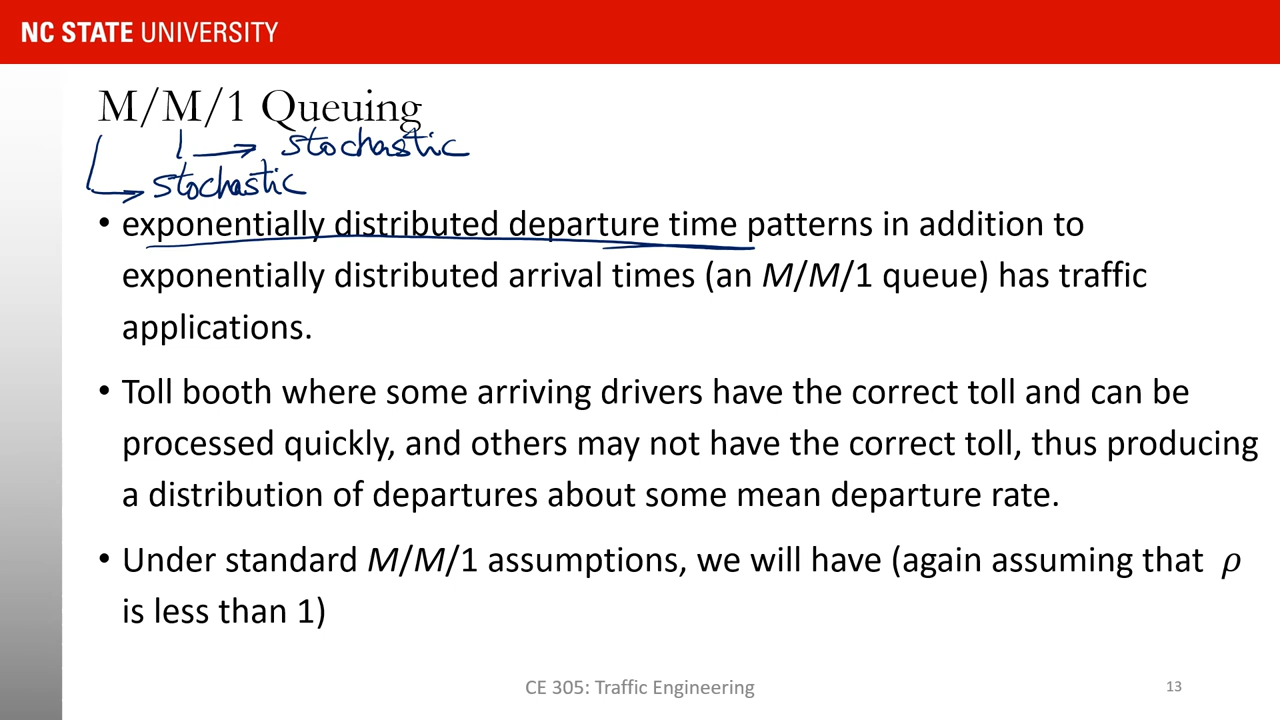 NC STATE UNIVERSITY
M/M/1 Queuing
stochastic
stochastic
• exponentially distributed departure time patterns in addition to
exponentially distributed arrival times (an M/M/1 queue) has traffic
applications.
• Toll booth where some arriving drivers have the correct toll and can be
processed quickly, and others may not have the correct toll, thus producing
a distribution of departures about some mean departure rate.
• Under standard M/M/1 assumptions, we will have (again assuming that ρ
is less than 1)
CE 305: Traffic Engineering
13